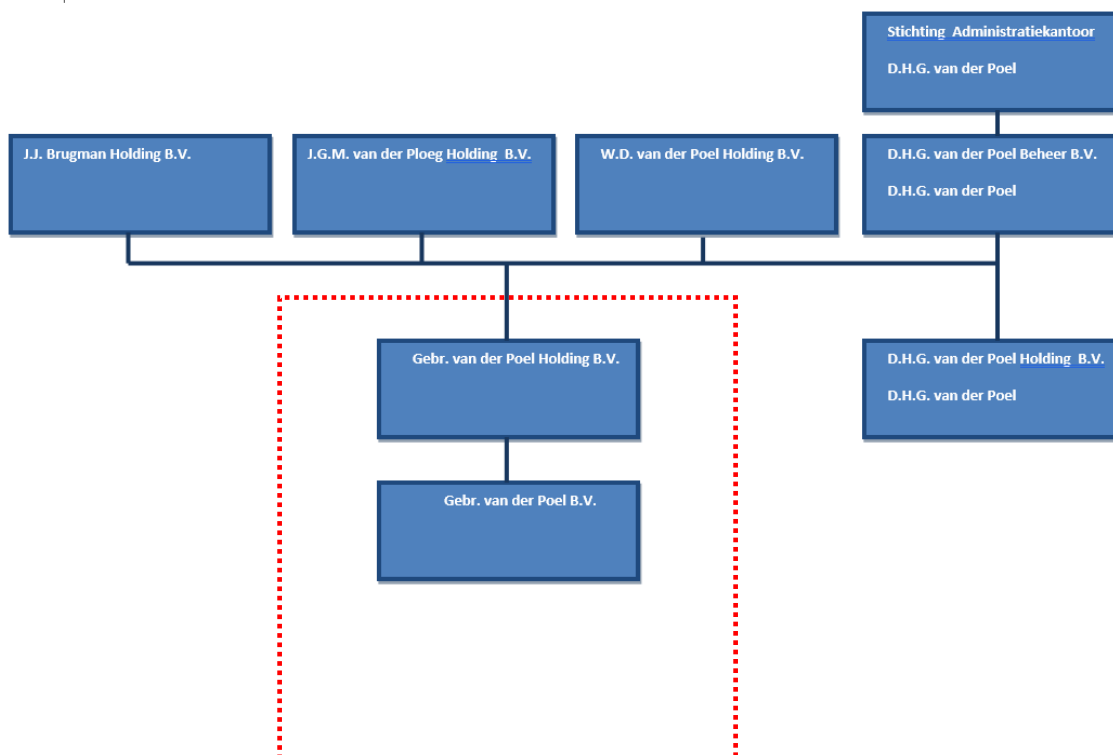 Stichting Administratiekantoor
D.H.G. van der Poel
J.J. Brugman Holding B.V.
J.G.M. van der Ploeg Holding B.V.
W.D. van der Poel Holding B.V.
D.H.G. van der Poel Beheer B.V.
D.H.G. van der Poel
Gebr. van der Poel Holding B.V.
D.H.G. van der Poel Holding B.V.
D.H.G. van der Poel
Gebr. van der Poel B.V.